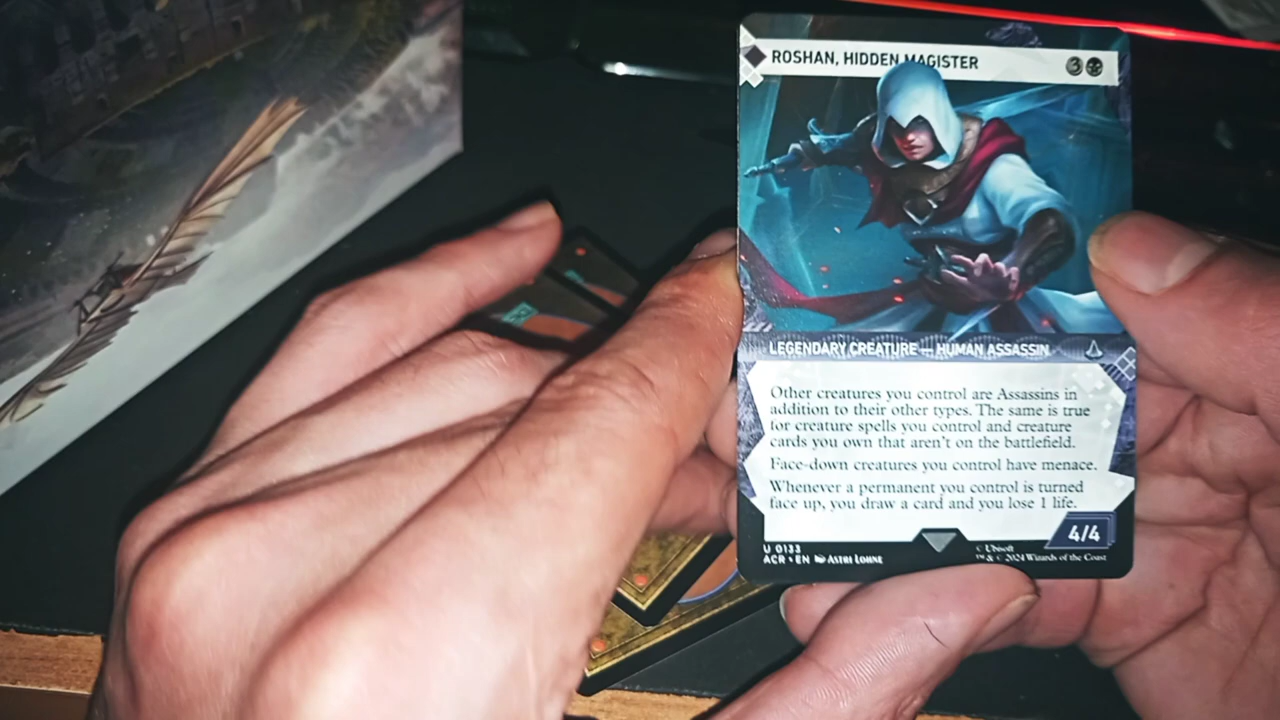 ROSHAN, HIDDEN MAGISTER 3
LEGENDARY CREATURE — HUMAN ASSASSIN
Other creatures you control are Assassins in
addition to their other types. The same is true
for creature spells you control and creature
cards you own that aren't on the battlefield.
Face-down creatures you control have menace.
Whenever a permanent you control is turned
face up, you draw a card and you lose 1 life.
4/4
U 0133
ACR • EN ASTRI LOHNE
© Ubisoft
™ & © 2024 Wizards of the Coast